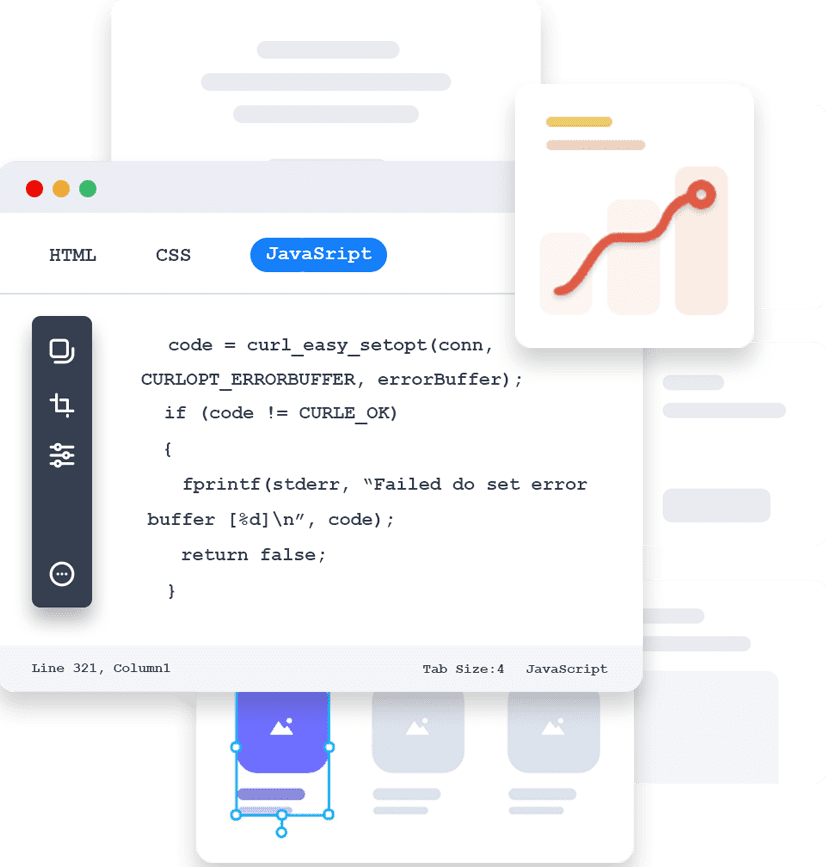 HTML CSS JavaSript
code = curl_easy_setopt(conn,
CURLOPT_ERRORBUFFER, errorBuffer);
if (code != CURLE_OK)
{
fprintf(stderr, “Failed do set error
buffer [%d]\n”, code);
return false;
}
Line 321, Column1 Tab Size:4 JavaScript